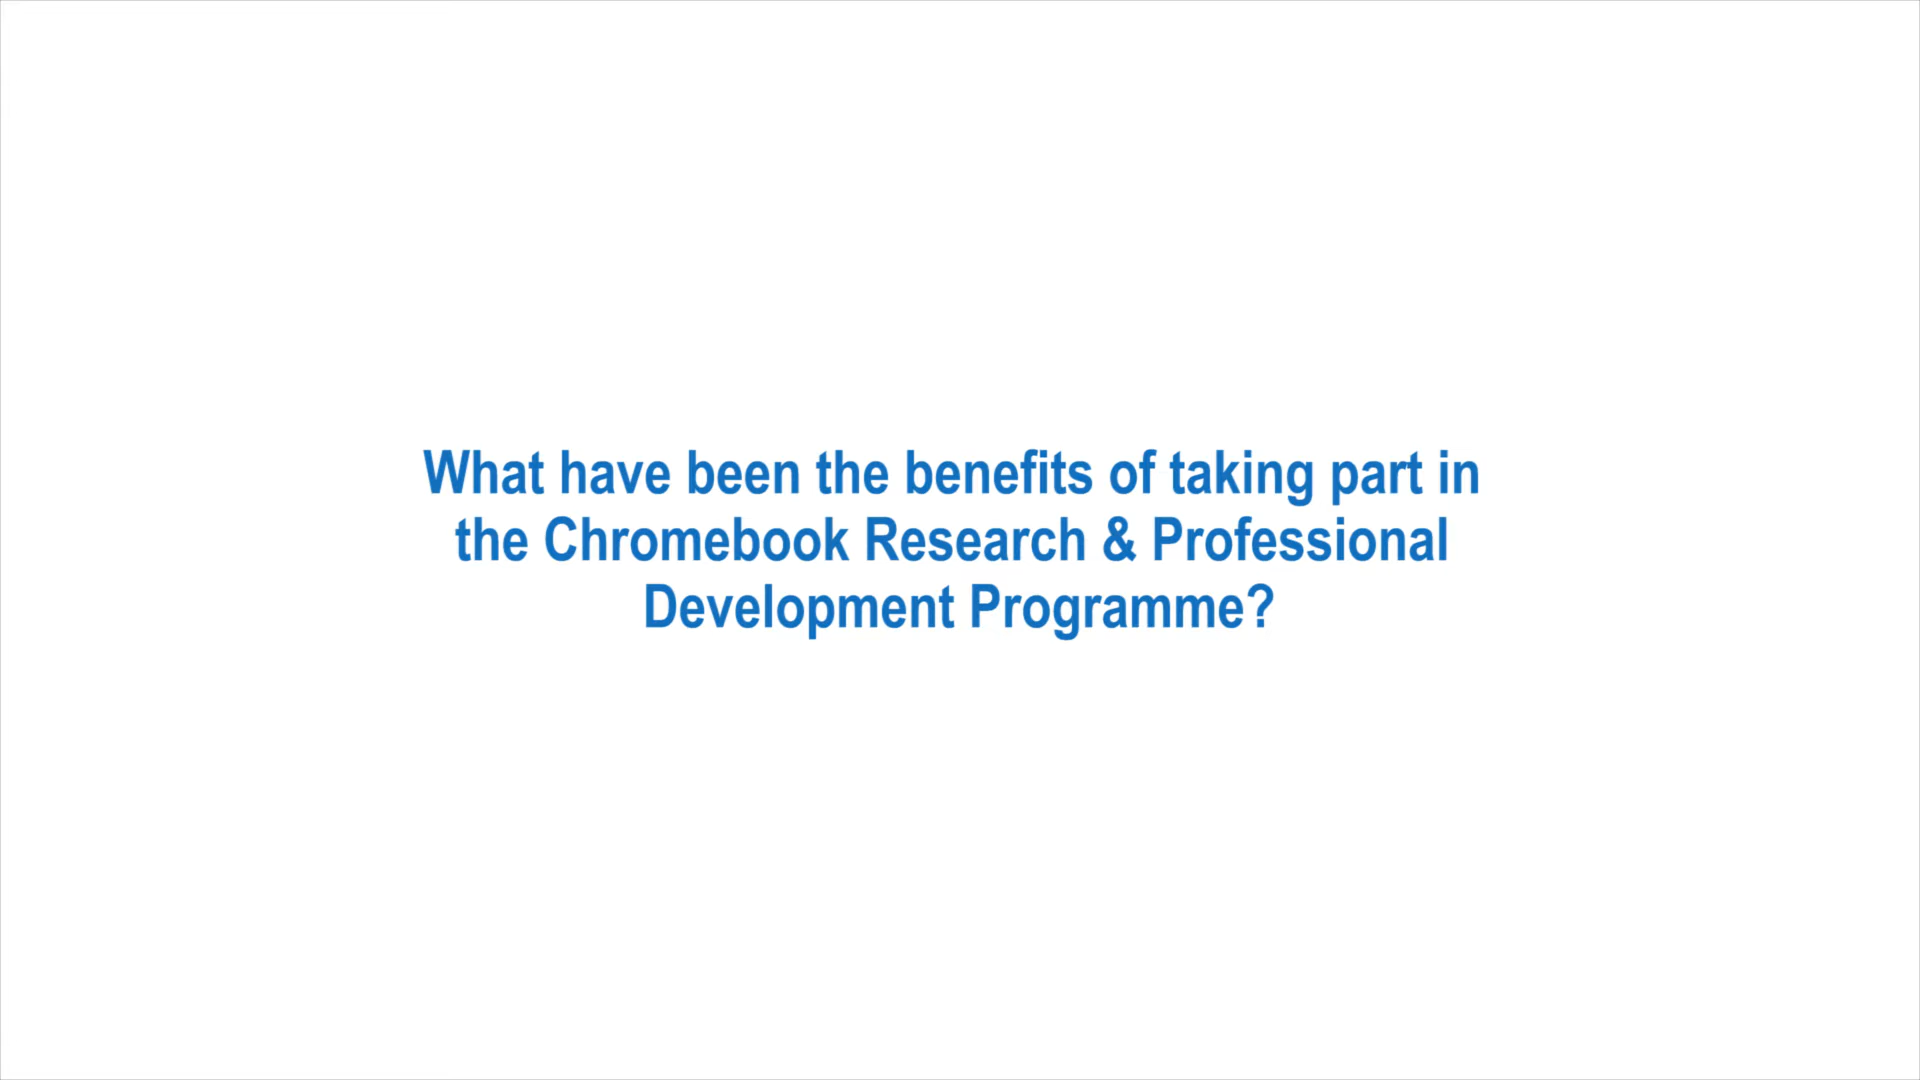 What have been the benefits of taking part in
the Chromebook Research & Professional
Development Programme?